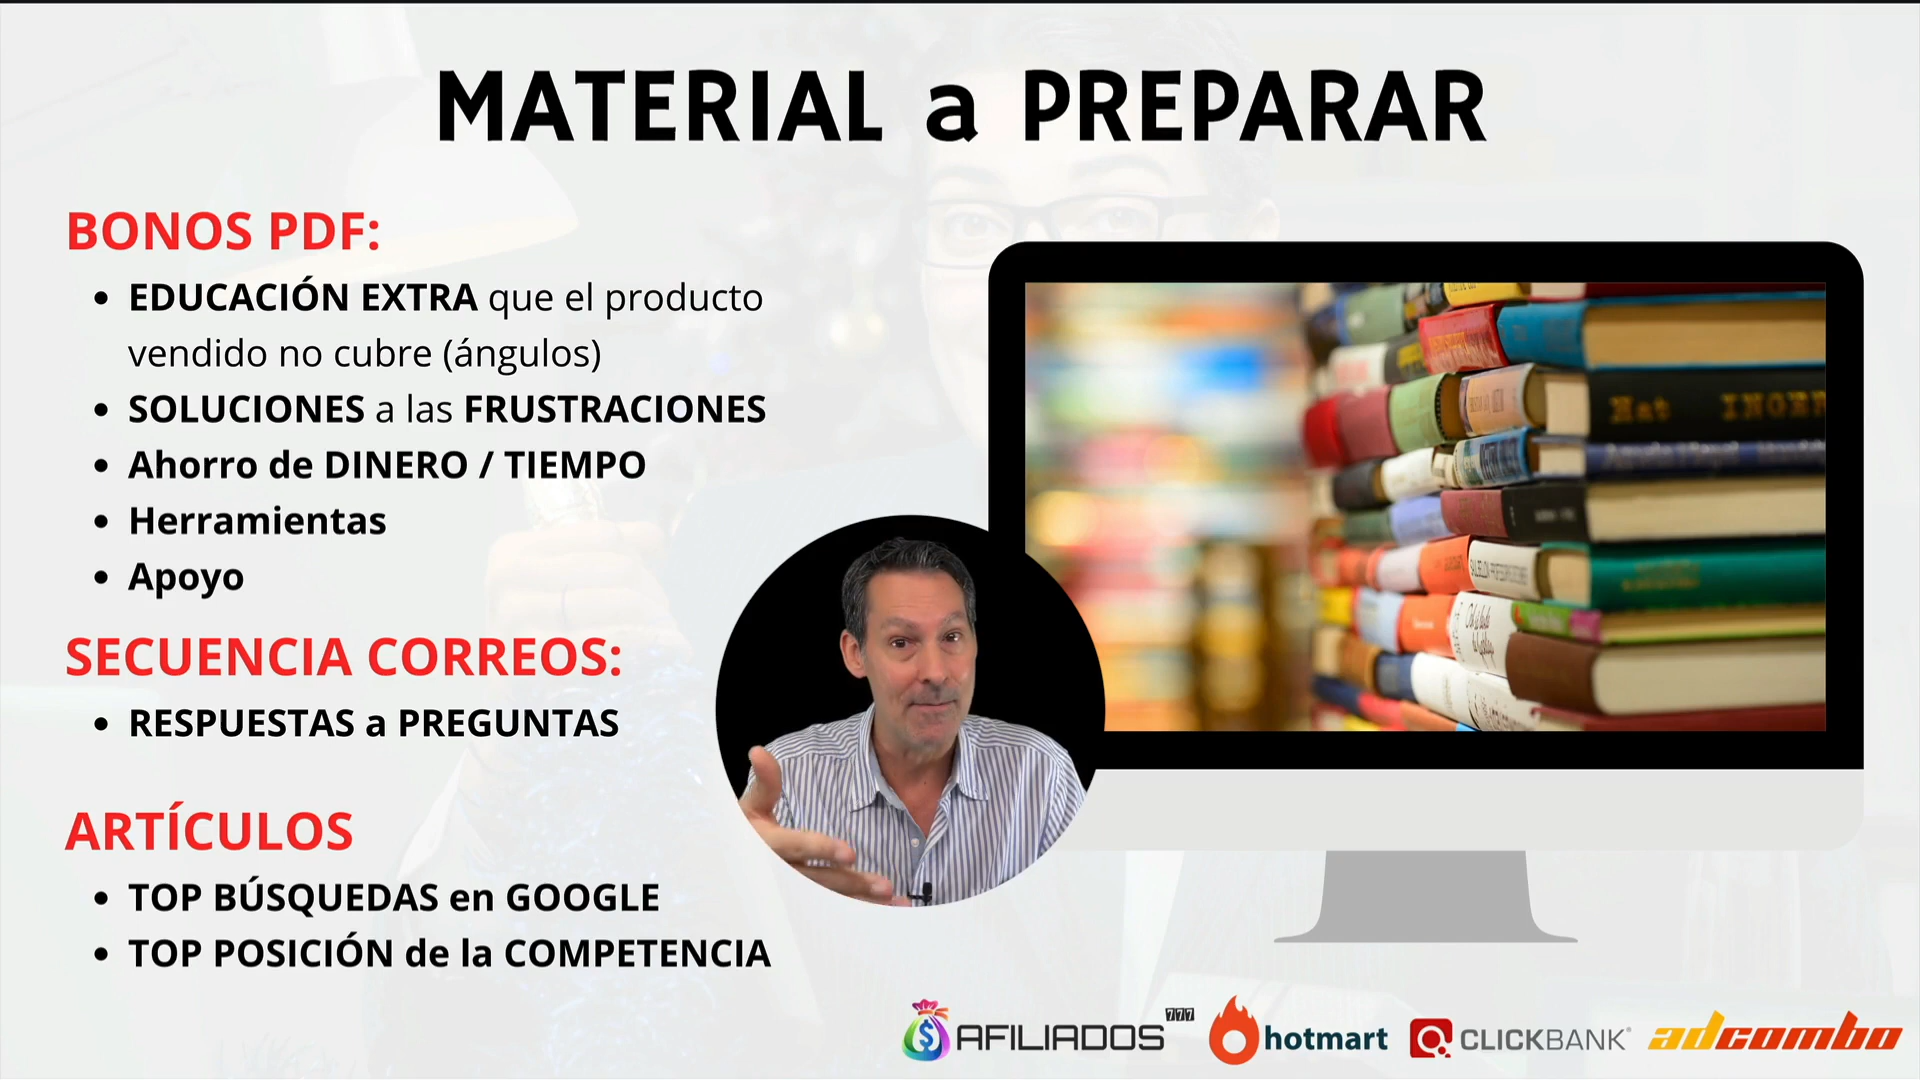 MATERIAL a PREPARAR
BONOS PDF:
• EDUCACIÓN EXTRA que el producto
vendido no cubre (ángulos)
• SOLUCIONES a las FRUSTRACIONES
• Ahorro de DINERO / TIEMPO
• Herramientas
• Apoyo
SECUENCIA CORREOS:
• RESPUESTAS a PREGUNTAS
ARTÍCULOS
• TOP BÚSQUEDAS en GOOGLE
• TOP POSICIÓN de la COMPETENCIA
AFILIADOS 777
hotmart
CLICKBANK®
adcombo